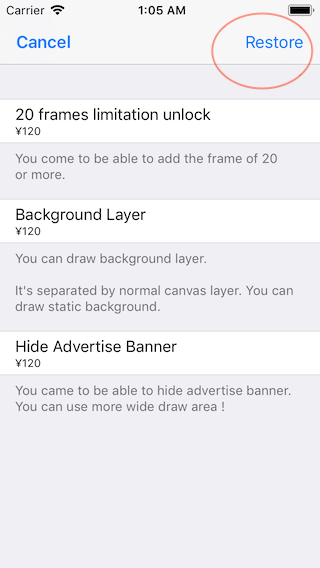 Carrier 1:05 AM
Cancel Restore
20 frames limitation unlock
¥120
You come to be able to add the frame of 20
or more.
Background Layer
¥120
You can draw background layer.
It's separated by normal canvas layer. You can
draw static background.
Hide Advertise Banner
¥120
You came to be able to hide advertise banner.
You can use more wide draw area !